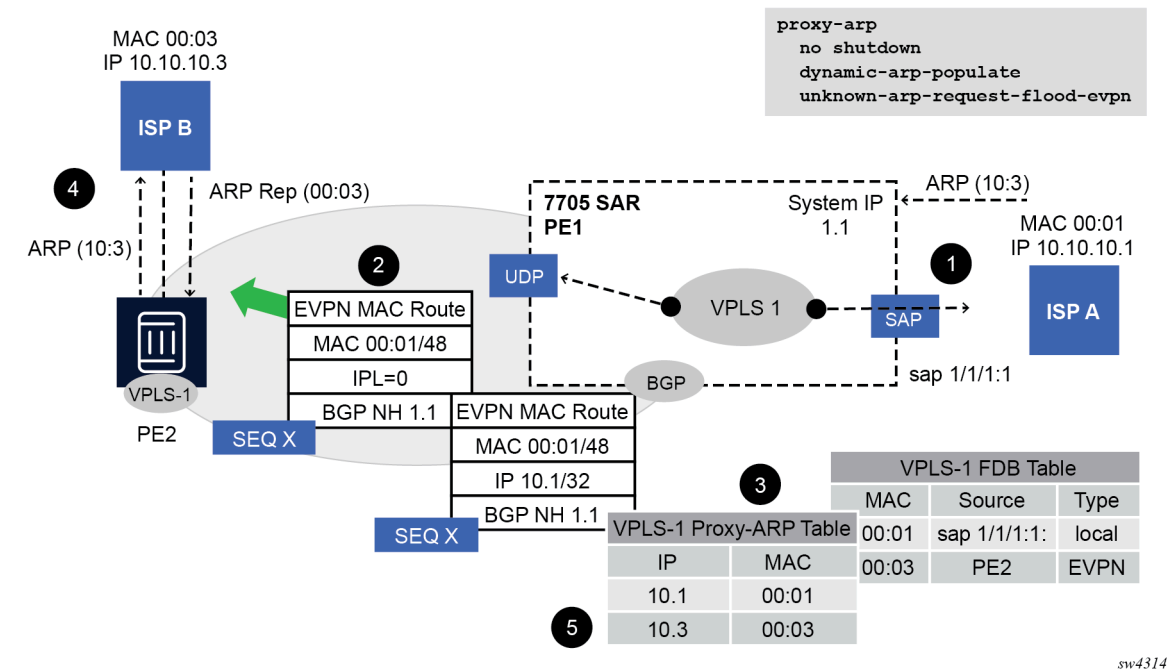 proxy-arp
no shutdown
dynamic-arp-populate
unknown-arp-request-flood-evpn
MAC 00:03
IP 10.10.10.3
ISP B
4
ARP Rep (00:03)
ARP (10:3)
VPLS-1
PE2
2
EVPN MAC Route
MAC 00:01/48
IPL=0
BGP NH 1.1
SEQ X
EVPN MAC Route
MAC 00:01/48
IP 10.1/32
BGP NH 1.1
SEQ X
7705 SAR
PE1
System IP
1.1
UDP
VPLS 1
SAP
BGP
sap 1/1/1:1
ARP (10:3)
MAC 00:01
IP 10.10.10.1
1
ISP A
3
VPLS-1 FDB Table
MAC Source Type
00:01 sap 1/1/1:1: local
00:03 PE2 EVPN
VPLS-1 Proxy-ARP Table
IP MAC
10.1 00:01
5
10.3 00:03
sw4314